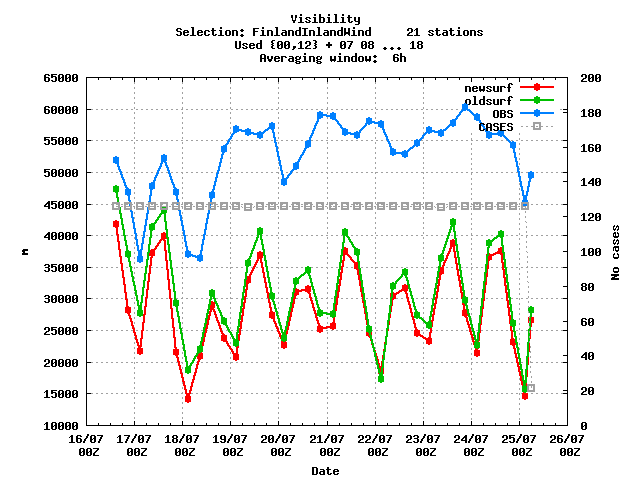 Visibility
Selection: FinlandInlandWind 21 stations
Used {00,12} + 07 08 ... 18
Averaging window: 6h
65000
60000
55000
50000
45000
40000
35000
30000
25000
20000
15000
10000
m
200
180
160
140
120
100
80
60
40
20
0
No cases
newsurf
oldsurf
OBS
CASES
16/07 17/07 18/07 19/07 20/07 21/07 22/07 23/07 24/07 25/07 26/07
00Z 00Z 00Z 00Z 00Z 00Z 00Z 00Z 00Z 00Z 00Z
Date